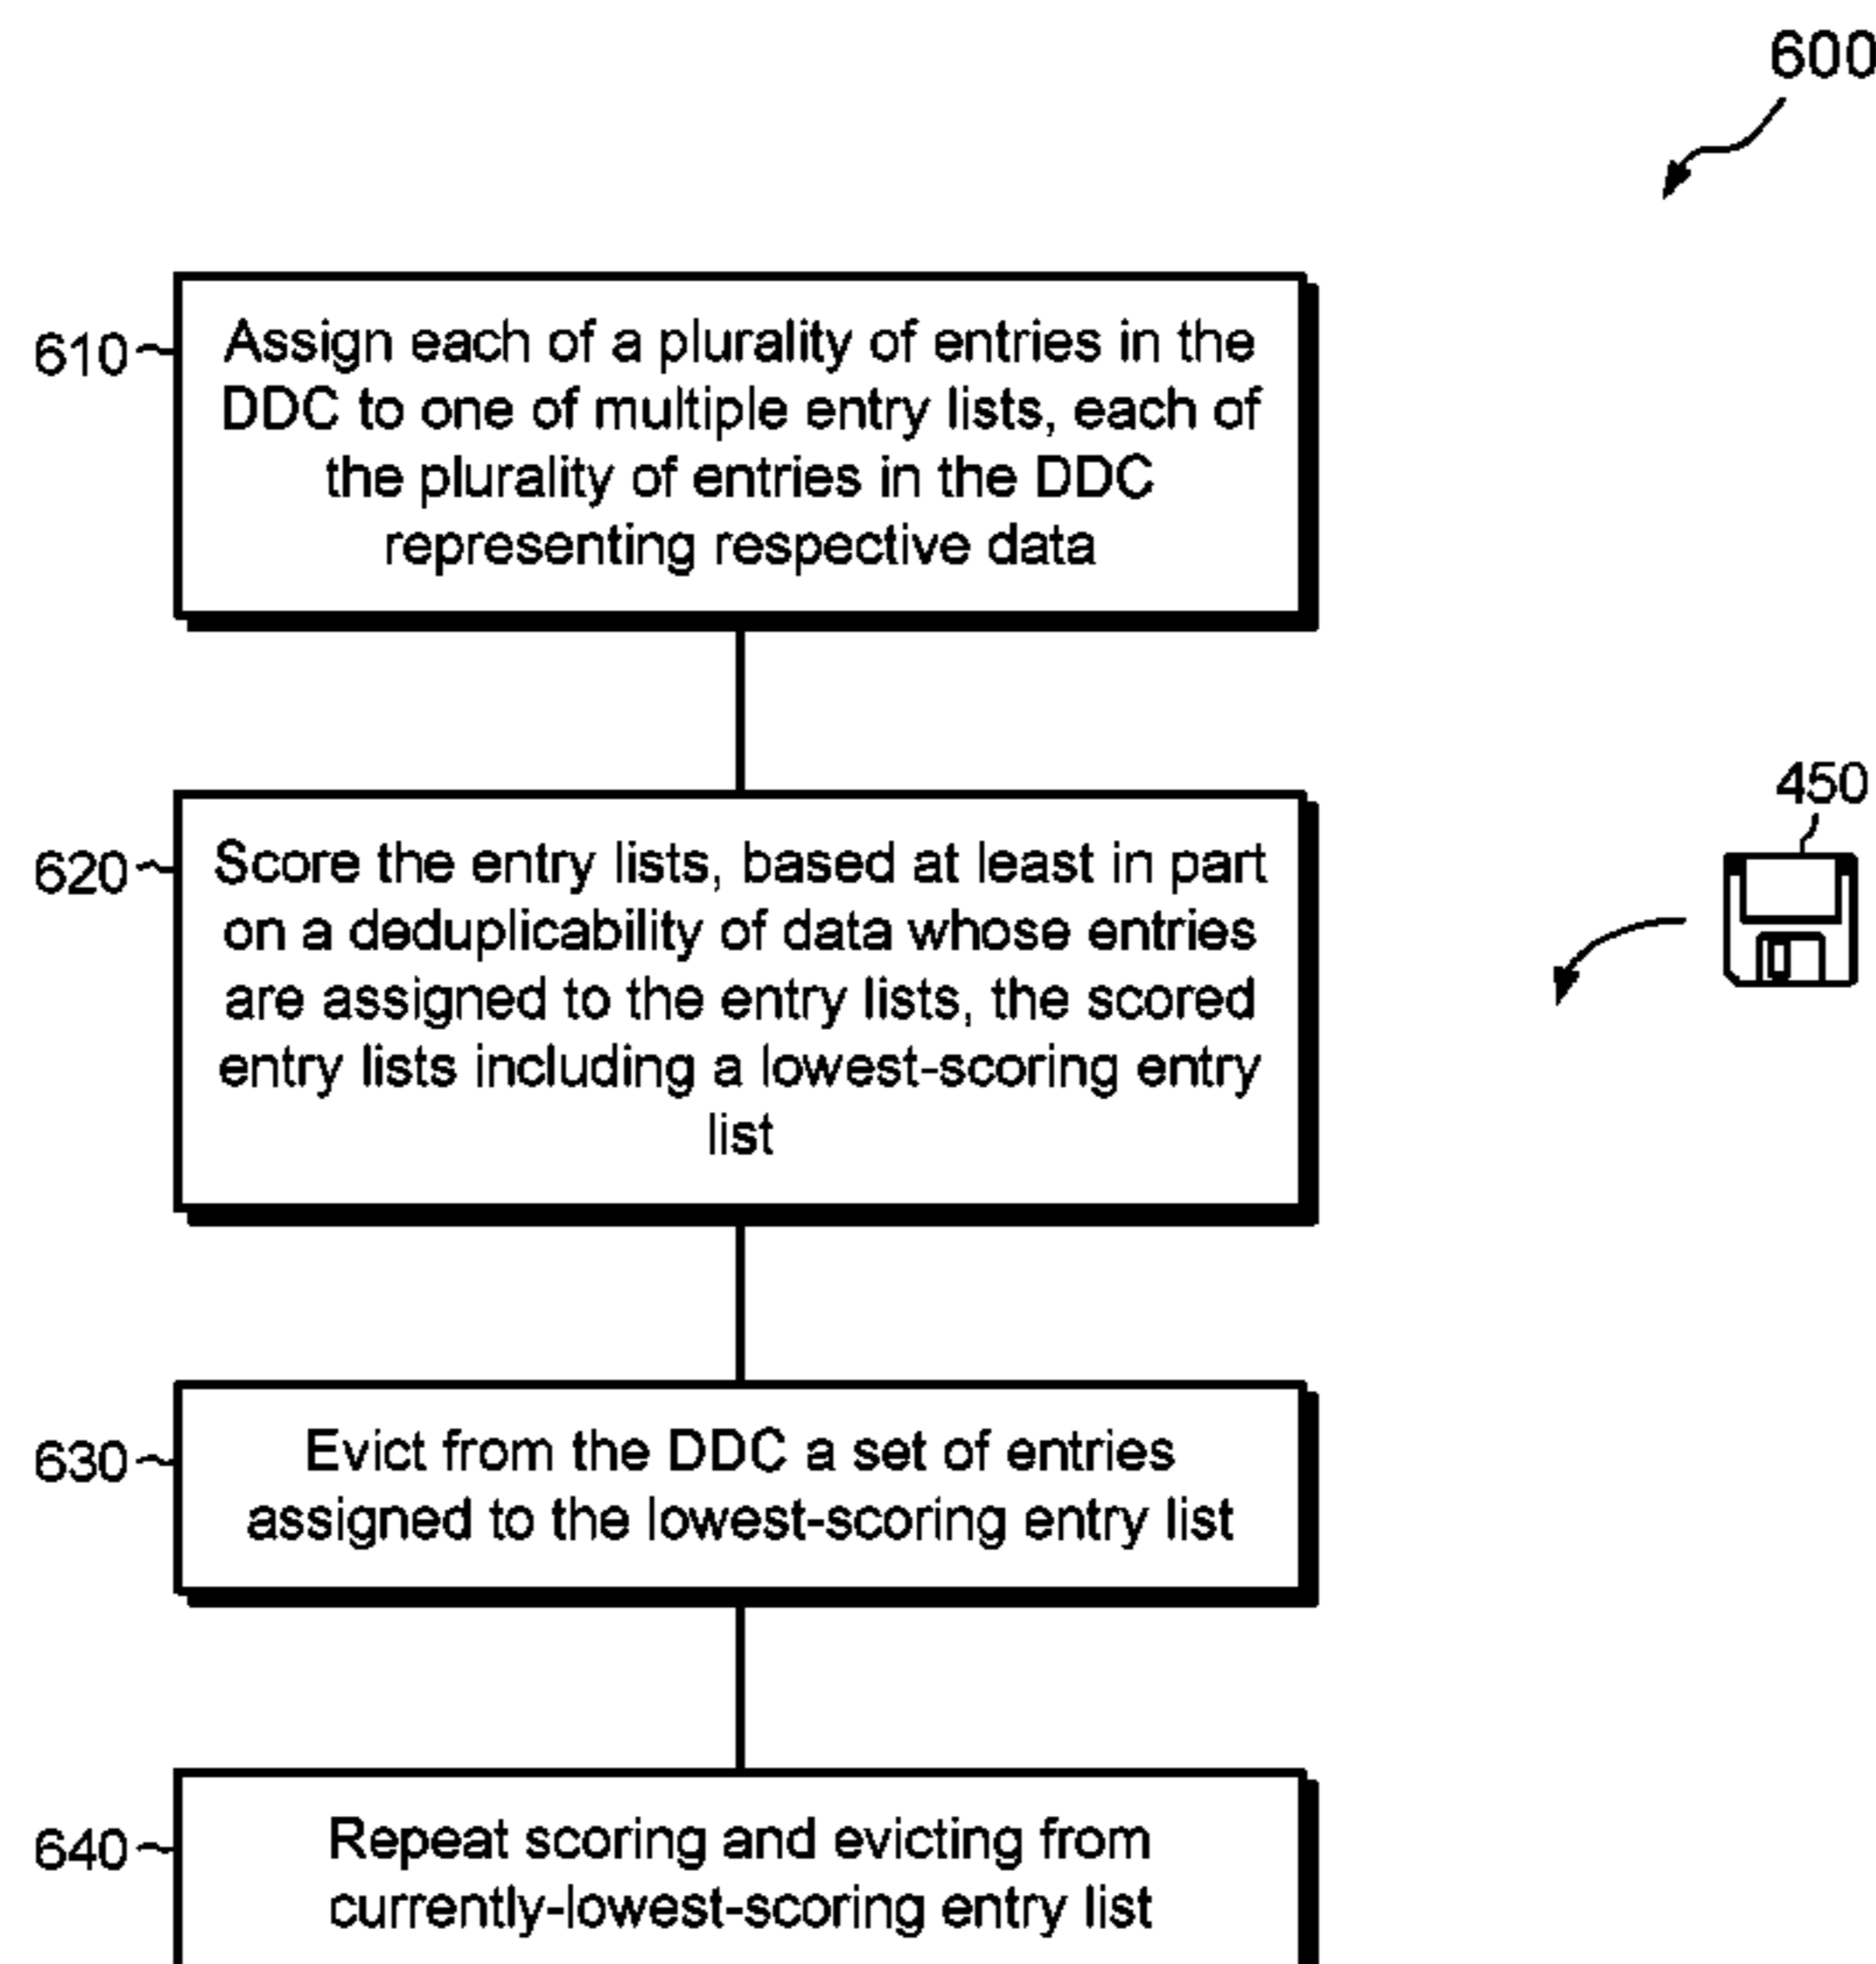 600
610
Assign each of a plurality of entries in the
DDC to one of multiple entry lists, each of
the plurality of entries in the DDC
representing respective data
450
620
Score the entry lists, based at least in part
on a deduplicability of data whose entries
are assigned to the entry lists, the scored
entry lists including a lowest-scoring entry
list
630
Evict from the DDC a set of entries
assigned to the lowest-scoring entry list
640
Repeat scoring and evicting from
currently-lowest-scoring entry list